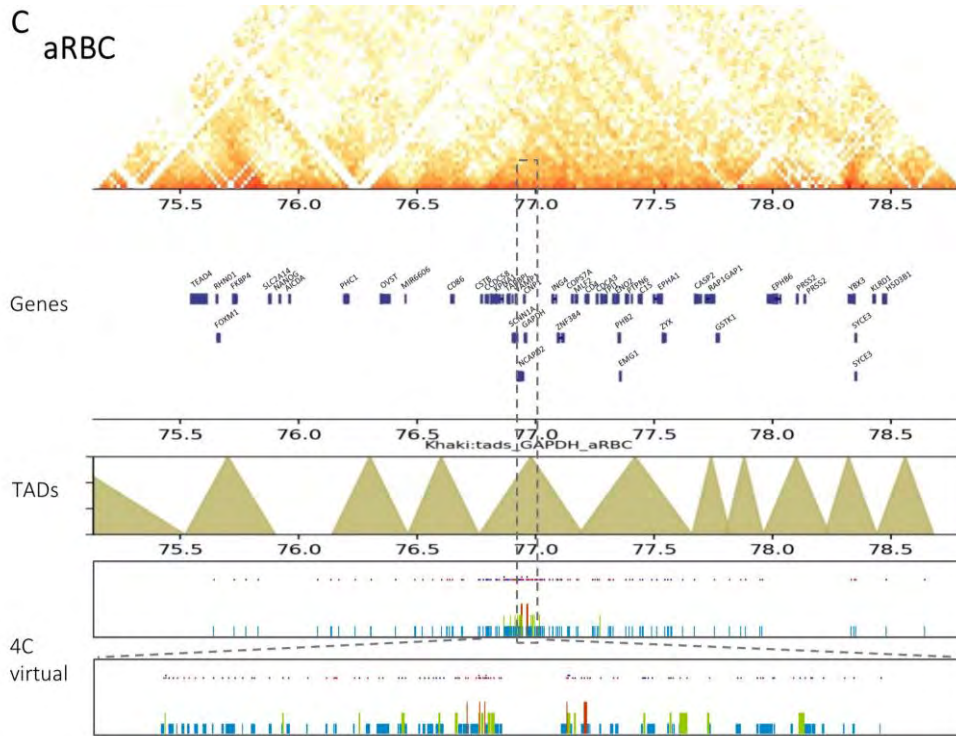 C
aRBC
75.5 76.0 76.5 77.0 77.5 78.0 78.5
Genes
TEAD4 RHNO1 FKBP4 SLC2A14 NANOG AICDA PHC1 OVST MIR6606 CD86 CSTB VAMP1 CNP1 ING4 COPS7A MLF2 CD4 CDCA3 TPI1 ENO2 PTPN6 C1S EPHA1 CASP2 RAP1GAP1 EPHB6 PRSS2 PRSS2 YBX3 KLRD1 HSD3B1
FOXM1 SCNN1A GAPDH ZNF384 PHB2 ZYX GSTK1 SYCE3
NCAPD2 EMG1 SYCE3
75.5 76.0 76.5 77.0 77.5 78.0 78.5
Khaki:tads_GAPDH_aRBC
TADs
75.5 76.0 76.5 77.0 77.5 78.0 78.5
4C
virtual